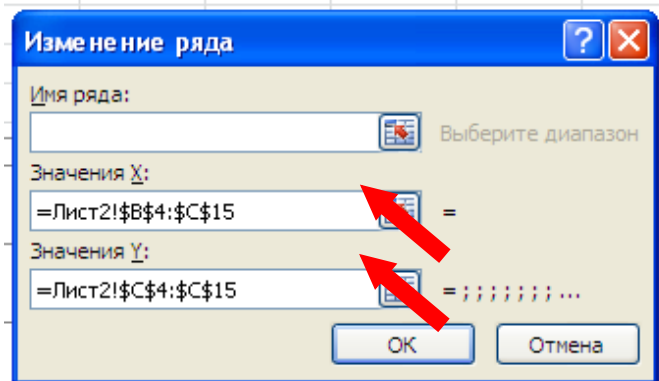 Изменение ряда
Имя ряда:
Выберите диапазон
Значения X:
=Лист2!$B$4:$C$15 =
Значения Y:
=Лист2!$C$4:$C$15 = ; ; ; ; ; ; ; ...
ОК Отмена